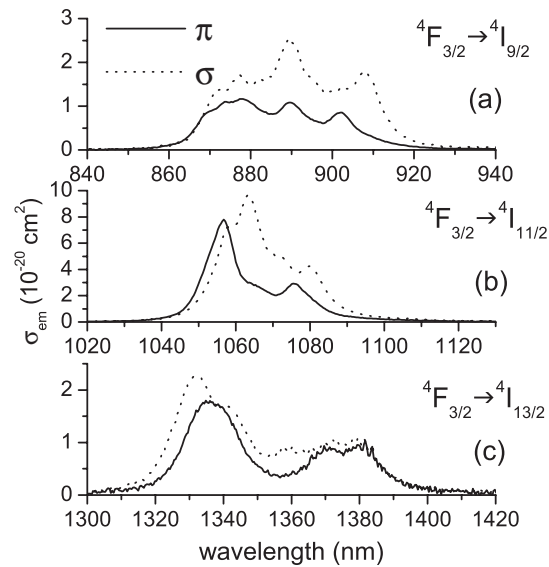 π
σ
⁴F₃/₂→⁴I₉/₂
(a)
3
2
1
0
840 860 880 900 920 940
⁴F₃/₂→⁴I₁₁/₂
(b)
10
8
6
4
2
0
1020 1040 1060 1080 1100 1120
σem (10⁻²⁰ cm²)
⁴F₃/₂→⁴I₁₃/₂
(c)
2
1
0
1300 1320 1340 1360 1380 1400 1420
wavelength (nm)